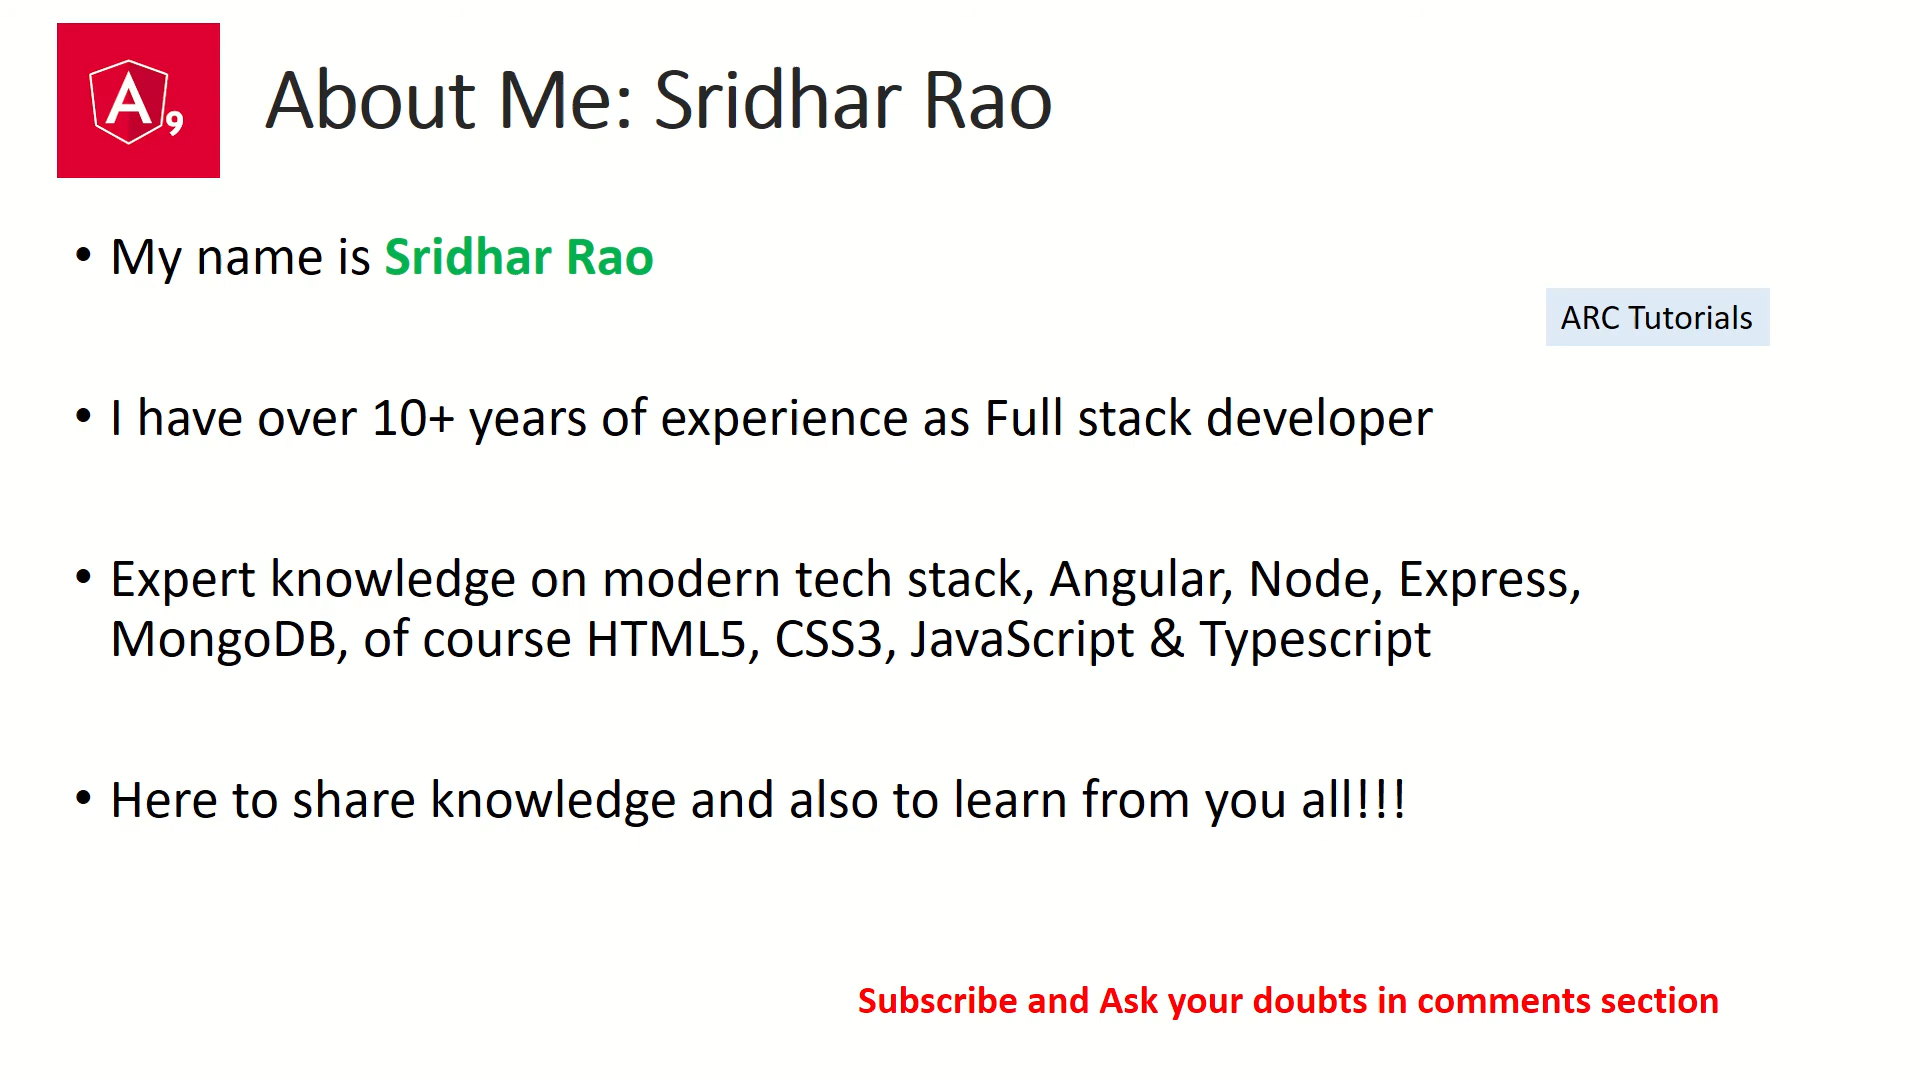 A9
About Me: Sridhar Rao
• My name is Sridhar Rao
ARC Tutorials
• I have over 10+ years of experience as Full stack developer
• Expert knowledge on modern tech stack, Angular, Node, Express,
MongoDB, of course HTML5, CSS3, JavaScript & Typescript
• Here to share knowledge and also to learn from you all!!!
Subscribe and Ask your doubts in comments section